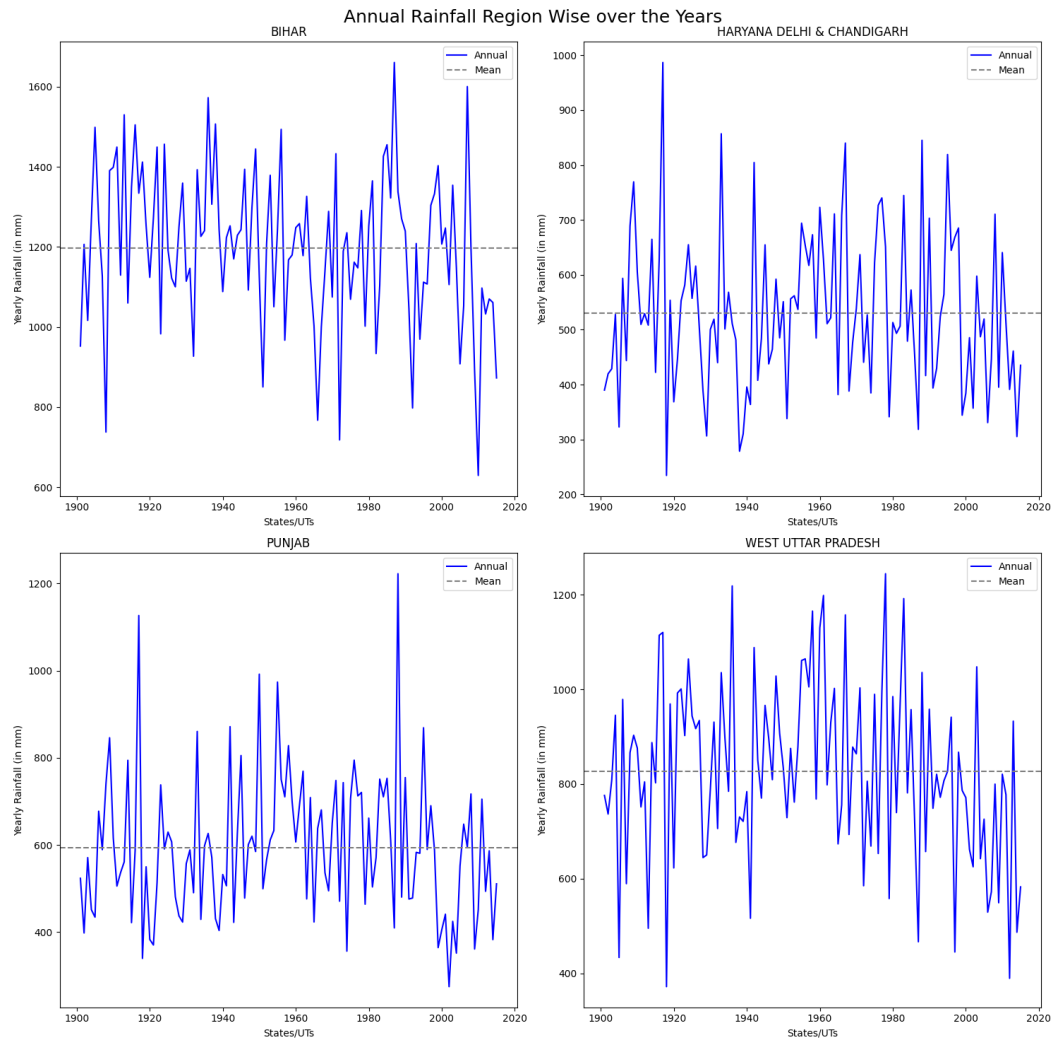 Annual Rainfall Region Wise over the Years
BIHAR
Annual
Mean
Yearly Rainfall (in mm)
1600
1400
1200
1000
800
600
1900 1920 1940 1960 1980 2000 2020
States/UTs
HARYANA DELHI & CHANDIGARH
Annual
Mean
Yearly Rainfall (in mm)
1000
900
800
700
600
500
400
300
200
1900 1920 1940 1960 1980 2000 2020
States/UTs
PUNJAB
Annual
Mean
Yearly Rainfall (in mm)
1200
1000
800
600
400
1900 1920 1940 1960 1980 2000 2020
States/UTs
WEST UTTAR PRADESH
Annual
Mean
Yearly Rainfall (in mm)
1200
1000
800
600
400
1900 1920 1940 1960 1980 2000 2020
States/UTs